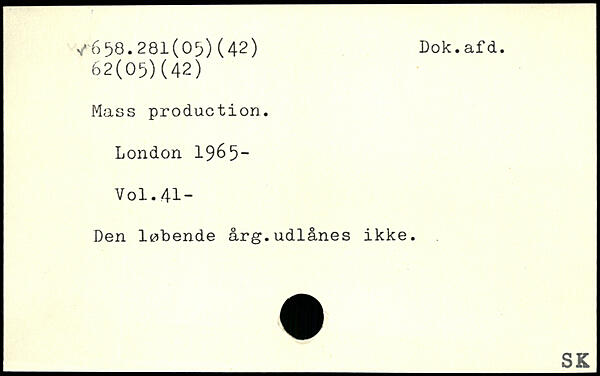 658.281(05)(42) Dok.afd.
62(05)(42)
Mass production.
London 1965-
Vol.41-
Den løbende årg.udlånes ikke.
SK